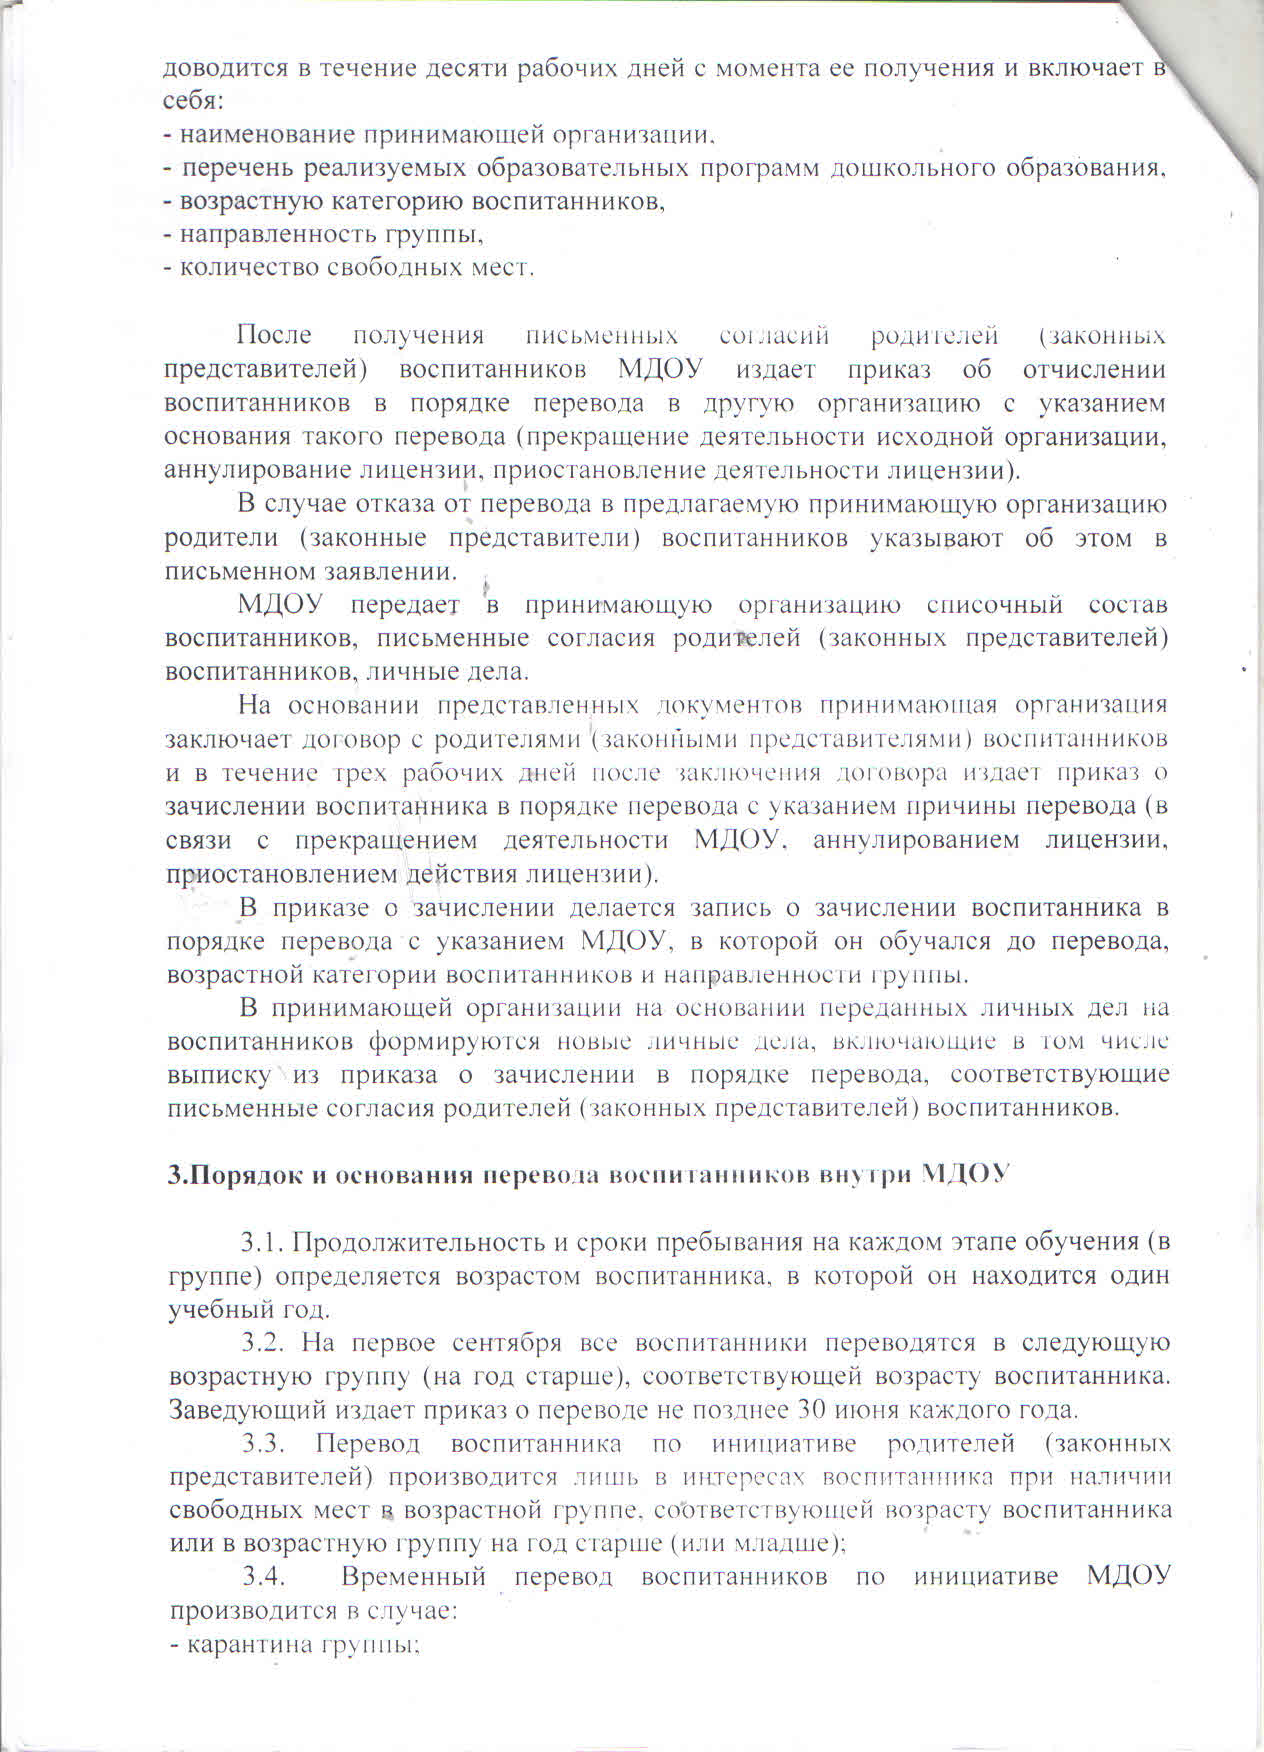 доводится в течение десяти рабочих дней с момента ее получения и включает в
себя:
- наименование принимающей организации.
- перечень реализуемых образовательных программ дошкольного образования,
- возрастную категорию воспитанников,
- направленность группы,
- количество свободных мест.
После получения письменных согласий родителей (законных
представителей) воспитанников МДОУ издает приказ об отчислении
воспитанников в порядке перевода в другую организацию с указанием
основания такого перевода (прекращение деятельности исходной организации,
аннулирование лицензии, приостановление деятельности лицензии).
В случае отказа от перевода в предлагаемую принимающую организацию
родители (законные представители) воспитанников указывают об этом в
письменном заявлении.
МДОУ передает в принимающую организацию списочный состав
воспитанников, письменные согласия родителей (законных представителей)
воспитанников, личные дела.
На основании представленных документов принимающая организация
заключает договор с родителями (законными представителями) воспитанников
и в течение трех рабочих дней после заключения договора издает приказ о
зачислении воспитанника в порядке перевода с указанием причины перевода (в
связи с прекращением деятельности МДОУ, аннулированием лицензии,
приостановлением действия лицензии).
В приказе о зачислении делается запись о зачислении воспитанника в
порядке перевода с указанием МДОУ, в которой он обучался до перевода,
возрастной категории воспитанников и направленности группы.
В принимающей организации на основании переданных личных дел на
воспитанников формируются новые личные дела, включающие в том числе
выписку из приказа о зачислении в порядке перевода, соответствующие
письменные согласия родителей (законных представителей) воспитанников.
3.Порядок и основания перевода воспитанников внутри МДОУ
3.1. Продолжительность и сроки пребывания на каждом этапе обучения (в
группе) определяется возрастом воспитанника, в которой он находится один
учебный год.
3.2. На первое сентября все воспитанники переводятся в следующую
возрастную группу (на год старше), соответствующей возрасту воспитанника.
Заведующий издает приказ о переводе не позднее 30 июня каждого года.
3.3. Перевод воспитанника по инициативе родителей (законных
представителей) производится лишь в интересах воспитанника при наличии
свободных мест в возрастной группе, соответствующей возрасту воспитанника
или в возрастную группу на год старше (или младше);
3.4. Временный перевод воспитанников по инициативе МДОУ
производится в случае:
- карантина группы;